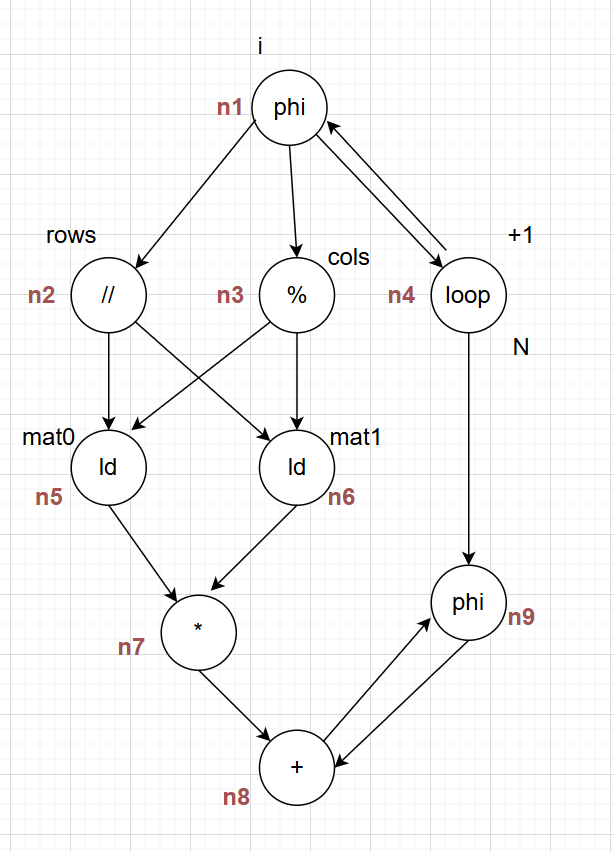 i
n1 phi
rows
+1
cols
n2 //
n3 %
n4 loop
N
mat0
mat1
ld
ld
n5
n6
phi
n9
*
n7
+
n8